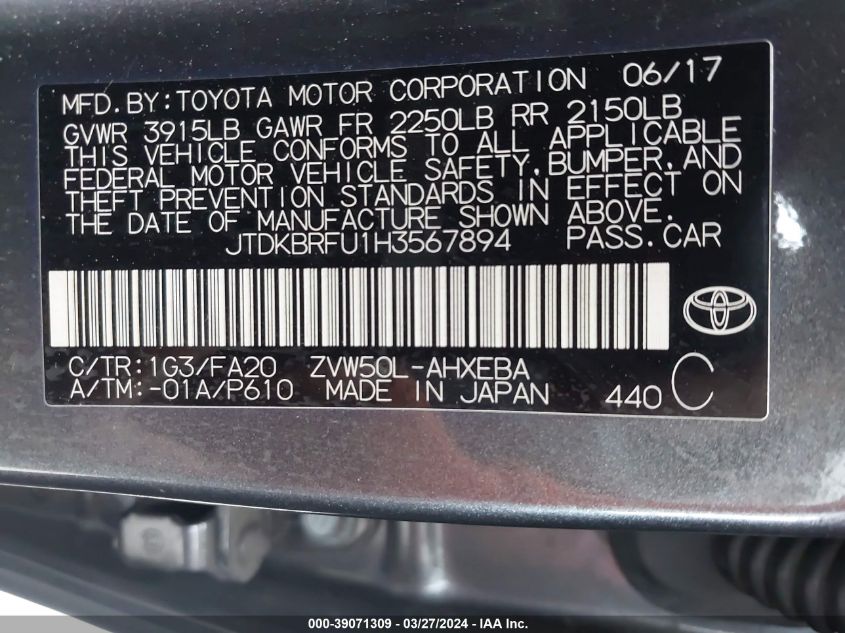 MFD.BY:TOYOTA MOTOR CORPORATION 06/17
GVWR 3915LB GAWR FR 2250LB RR 2150LB
THIS VEHICLE CONFORMS TO ALL APPLICABLE
FEDERAL MOTOR VEHICLE SAFETY,BUMPER,AND
THEFT PREVENTION STANDARDS IN EFFECT ON
THE DATE OF MANUFACTURE SHOWN ABOVE.
JTDKBRFU1H3567894 PASS.CAR
C/TR:1G3/FA20 ZVW50L-AHXEBA
A/TM:-01A/P610 MADE IN JAPAN 440 C
000-39071309 - 03/27/2024 - IAA Inc.